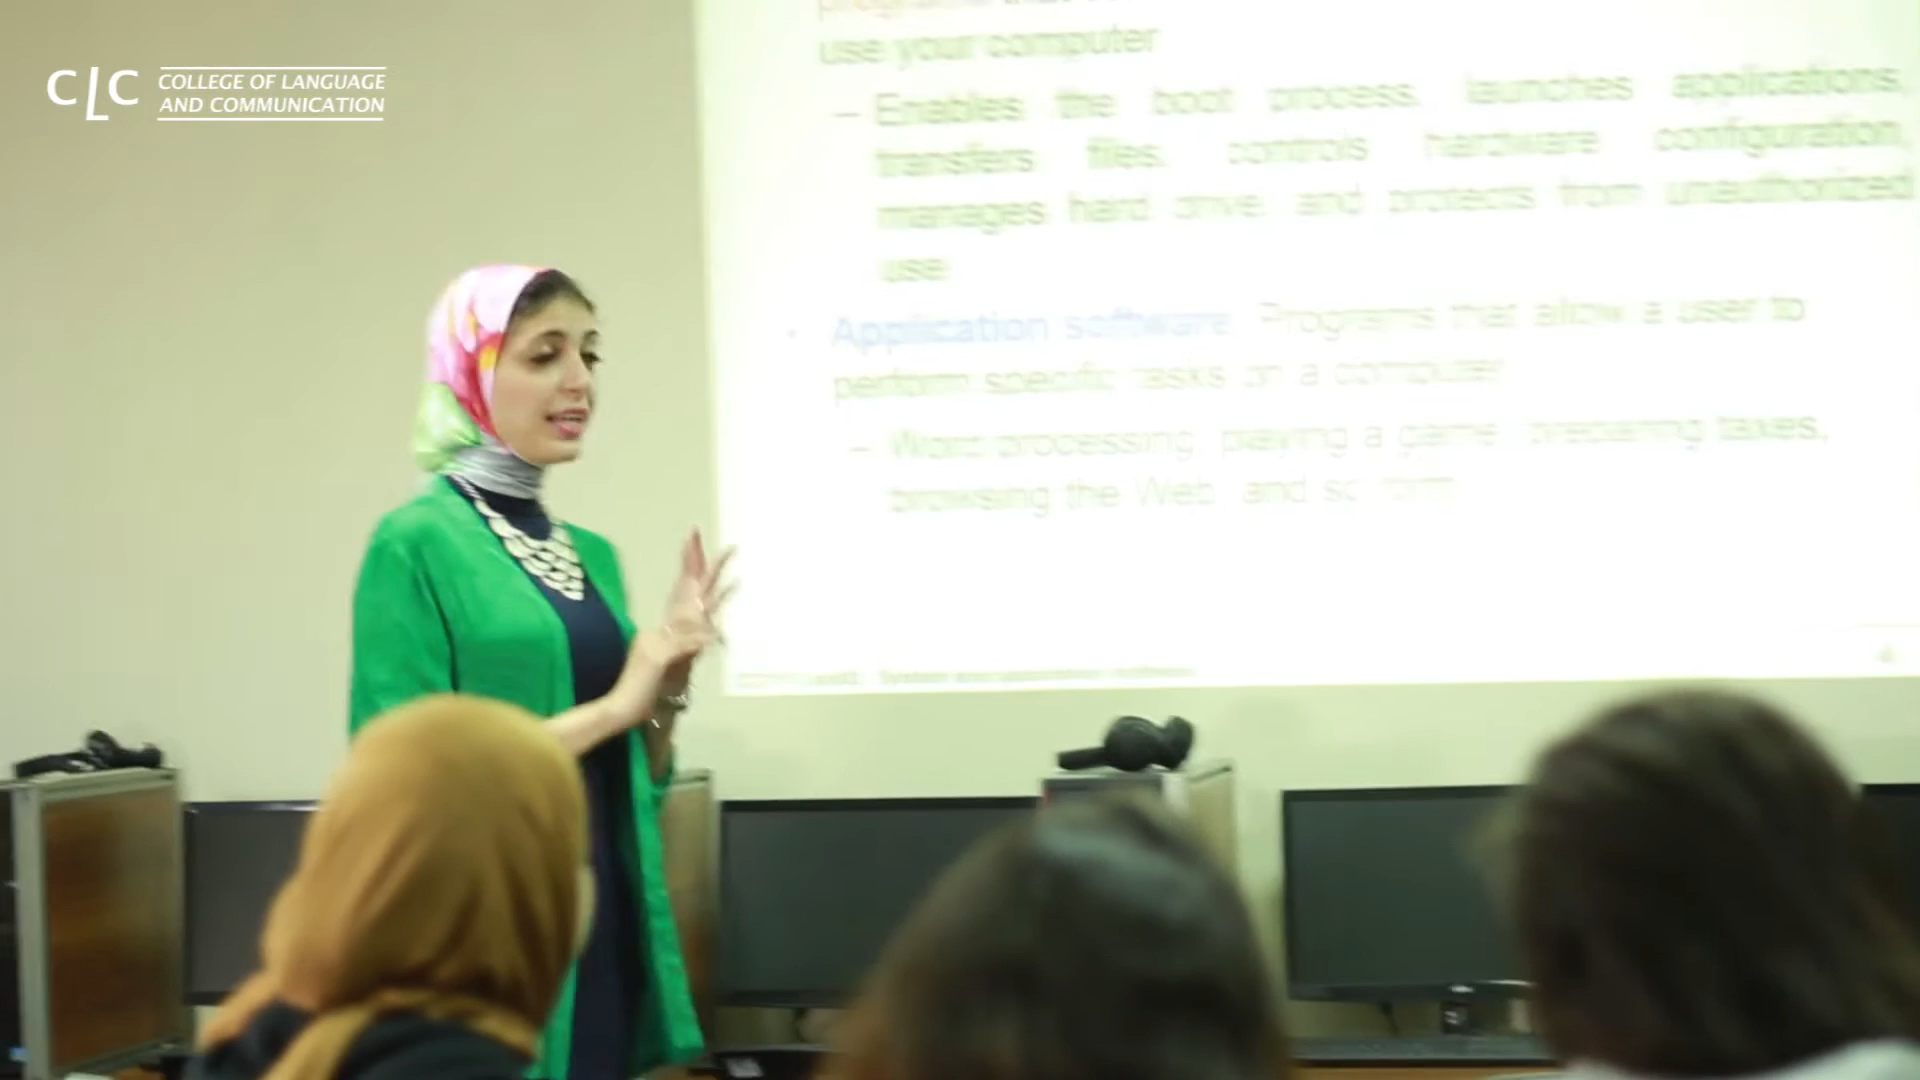 CLC COLLEGE OF LANGUAGE
AND COMMUNICATION
use your computer
– Enables the boot process, launches applications,
transfers files, controls hardware configuration,
manages hard drive, and protects from unauthorized
use
• Application software: Programs that allow a user to
perform specific tasks on a computer
– Word processing, playing a game, preparing taxes,
browsing the Web, and so forth